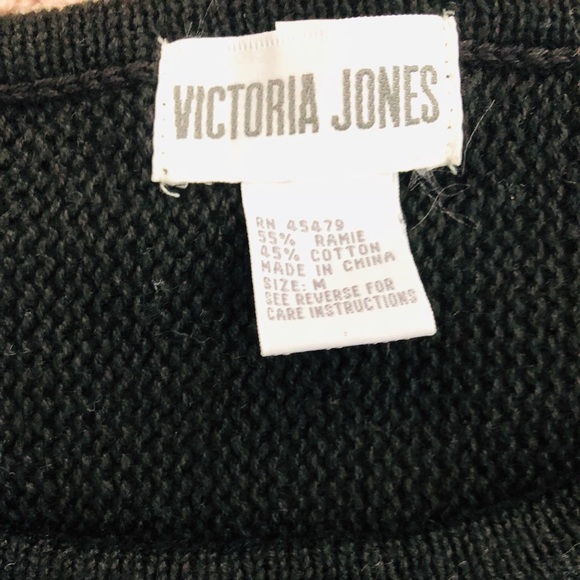 VICTORIA JONES
RN 45479
55% RAMIE
45% COTTON
MADE IN CHINA
SIZE: M
SEE REVERSE FOR
CARE INSTRUCTIONS